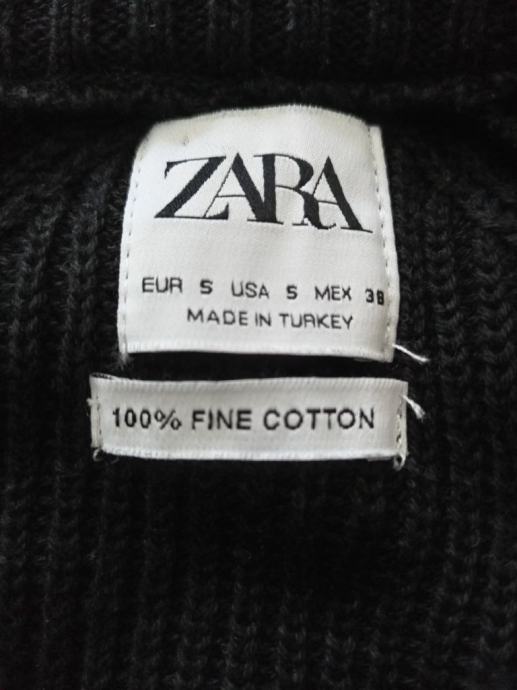 ZARA
EUR S USA S MEX 38
MADE IN TURKEY
100% FINE COTTON